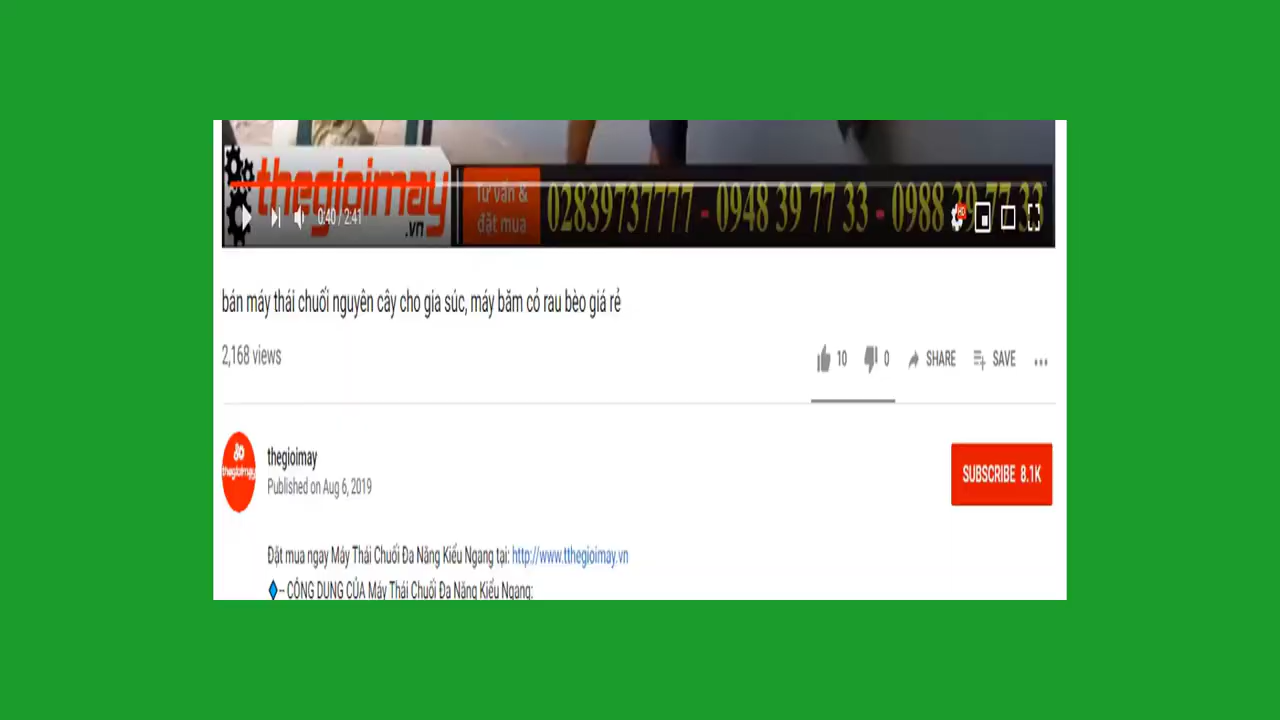 thegioimay
.vn
Tư vấn &
đặt mua
02839737777 - 0948 39 77 33 - 0988 39 77 33
0:40 / 2:41
HD
bán máy thái chuối nguyên cây cho gia súc, máy băm cỏ rau bèo giá rẻ
2,168 views
10 0 SHARE SAVE
thegioimay
thegioimay
Published on Aug 6, 2019
SUBSCRIBE 8.1K
Đặt mua ngay Máy Thái Chuối Đa Năng Kiểu Ngang tại: http://www.tthegioimay.vn
-- CÔNG DỤNG CỦA Máy Thái Chuối Đa Năng Kiểu Ngang: